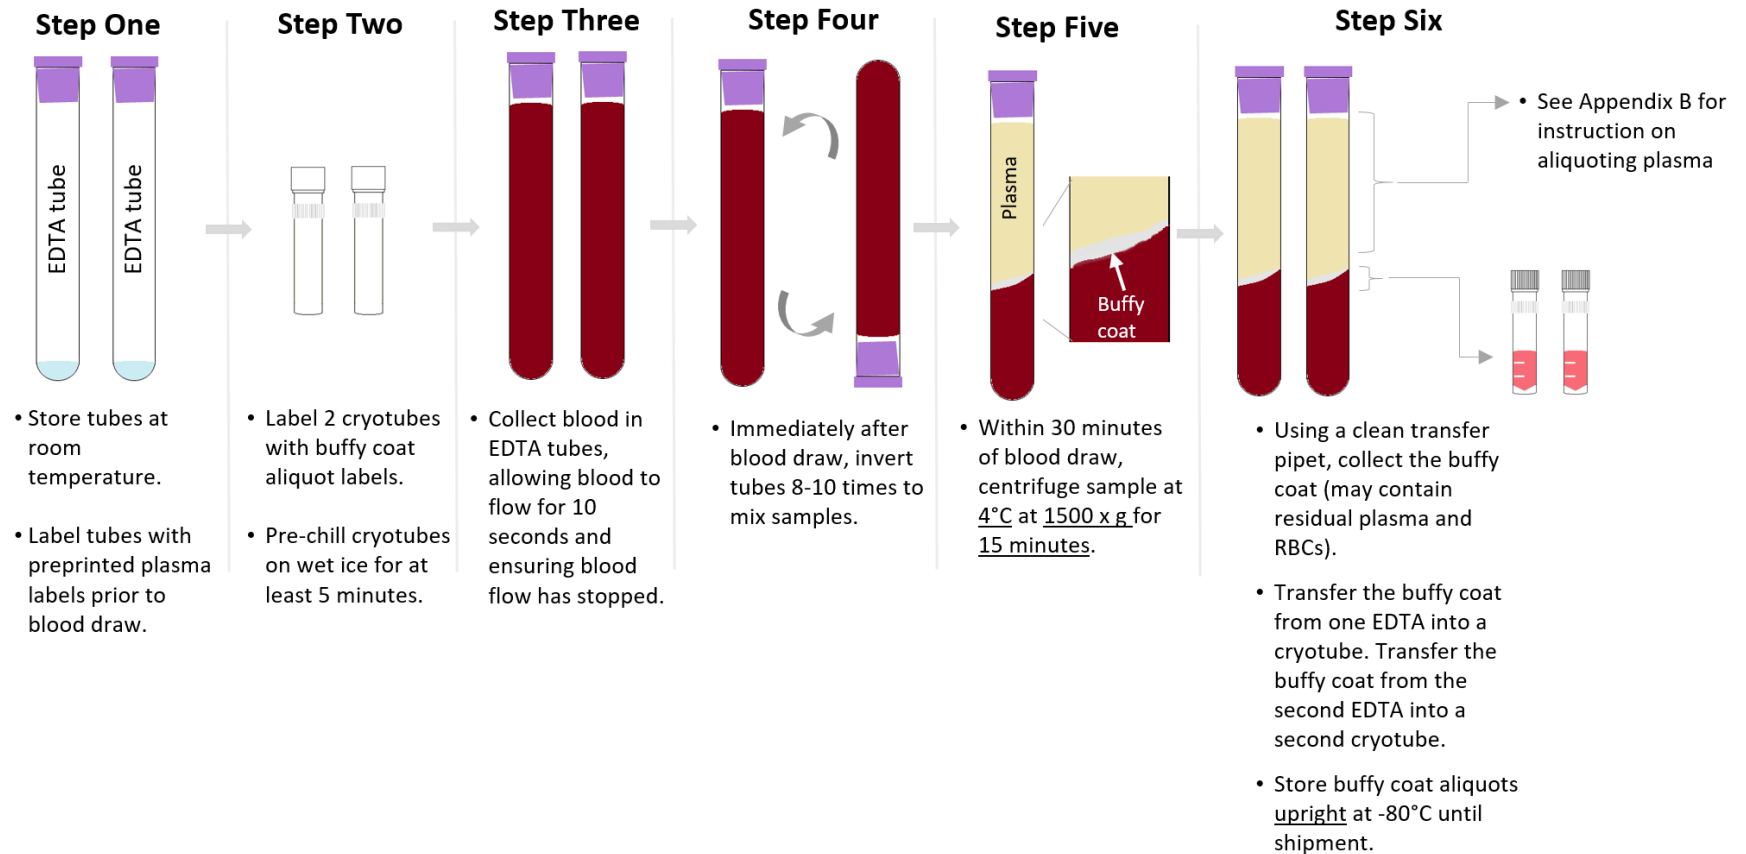 Step One
EDTA tube
EDTA tube
• Store tubes at
room
temperature.
• Label tubes with
preprinted plasma
labels prior to
blood draw.
Step Two
• Label 2 cryotubes
with buffy coat
aliquot labels.
• Pre-chill cryotubes
on wet ice for at
least 5 minutes.
Step Three
• Collect blood in
EDTA tubes,
allowing blood to
flow for 10
seconds and
ensuring blood
flow has stopped.
Step Four
• Immediately after
blood draw, invert
tubes 8-10 times to
mix samples.
Step Five
Plasma
Buffy
coat
• Within 30 minutes
of blood draw,
centrifuge sample at
4°C at 1500 x g for
15 minutes.
Step Six
• See Appendix B for
instruction on
aliquoting plasma
• Using a clean transfer
pipet, collect the buffy
coat (may contain
residual plasma and
RBCs).
• Transfer the buffy coat
from one EDTA into a
cryotube. Transfer the
buffy coat from the
second EDTA into a
second cryotube.
• Store buffy coat aliquots
upright at -80°C until
shipment.